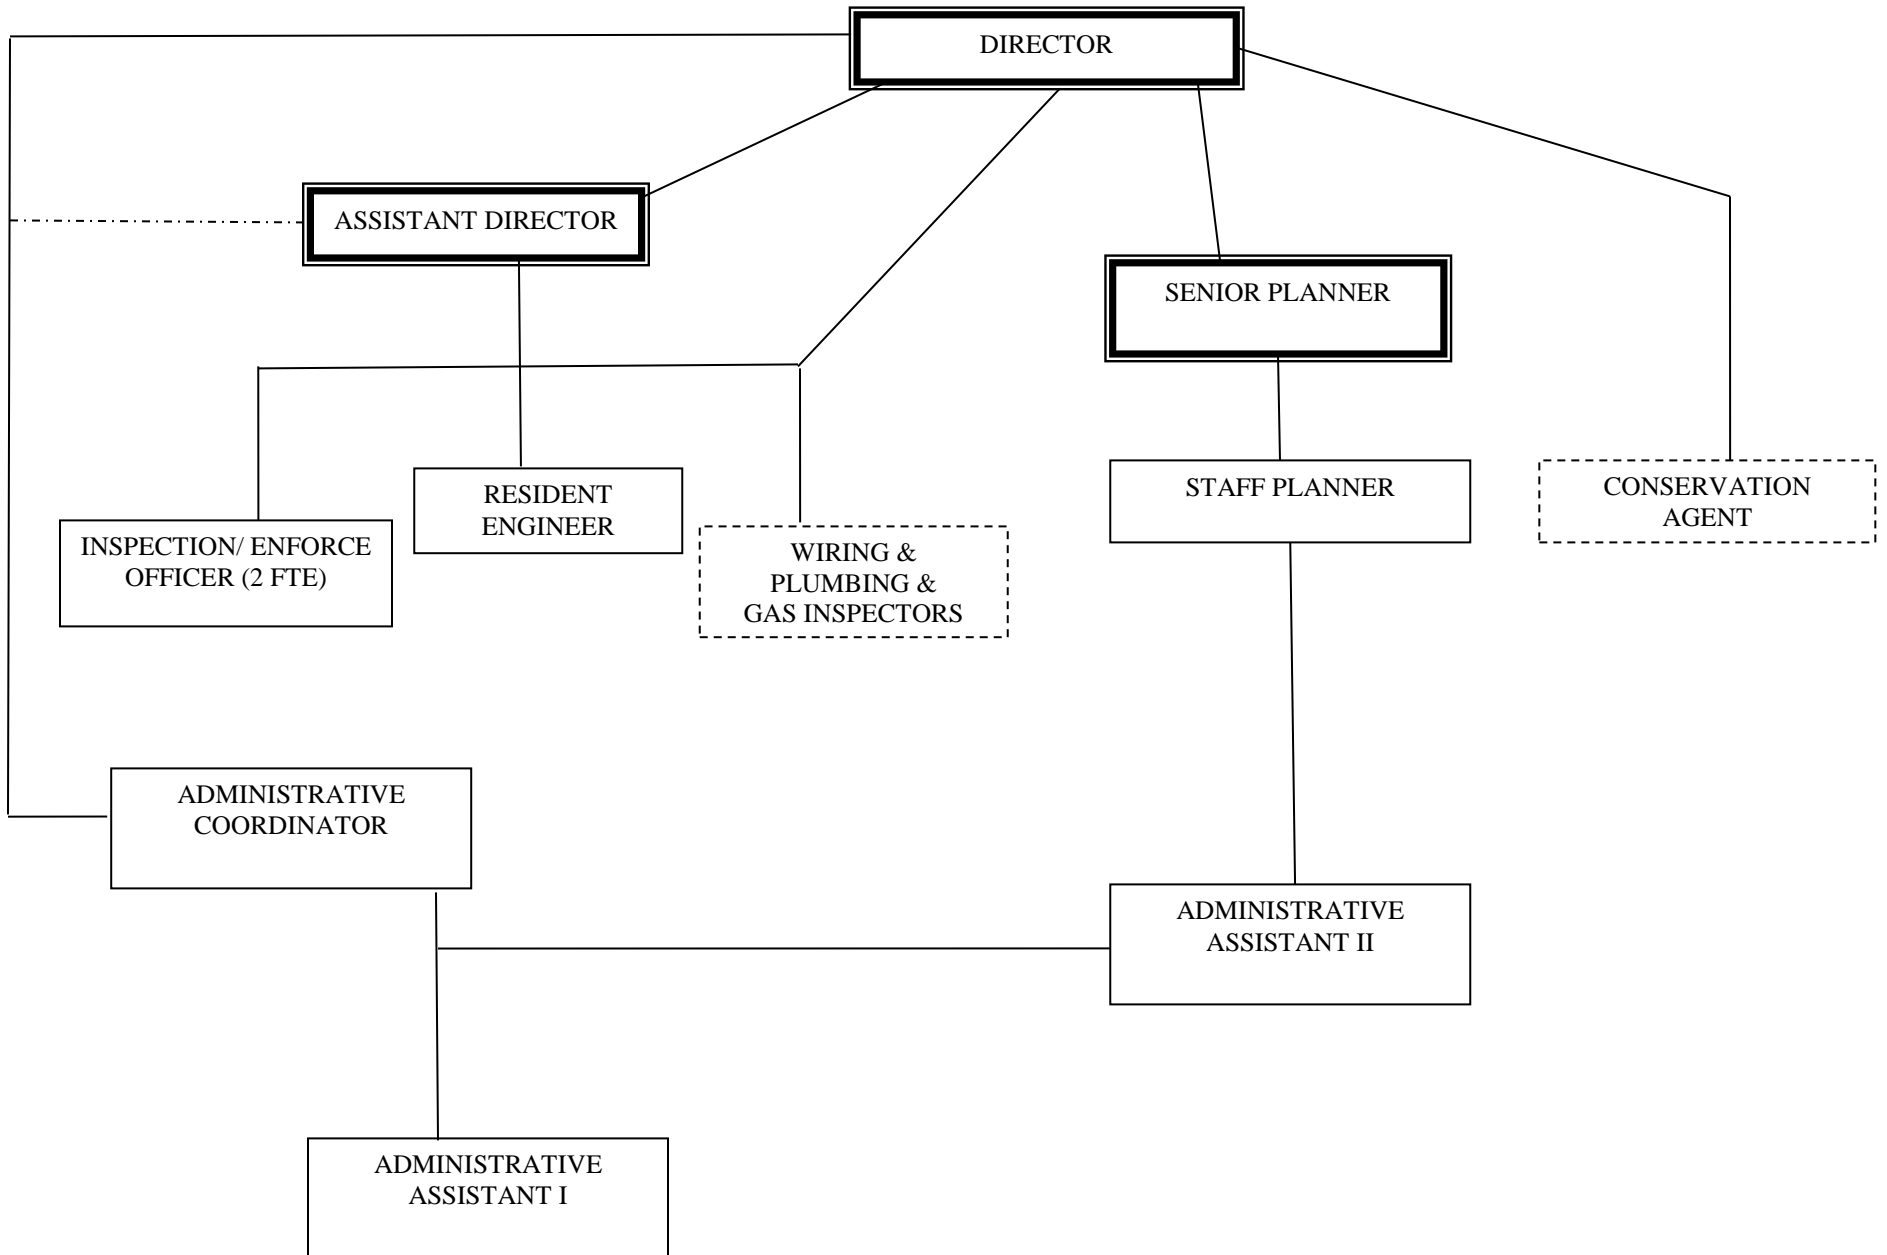 DIRECTOR
ASSISTANT DIRECTOR
SENIOR PLANNER
RESIDENT
ENGINEER
STAFF PLANNER
CONSERVATION
AGENT
INSPECTION/ ENFORCE
OFFICER (2 FTE)
WIRING &
PLUMBING &
GAS INSPECTORS
ADMINISTRATIVE
COORDINATOR
ADMINISTRATIVE
ASSISTANT II
ADMINISTRATIVE
ASSISTANT I